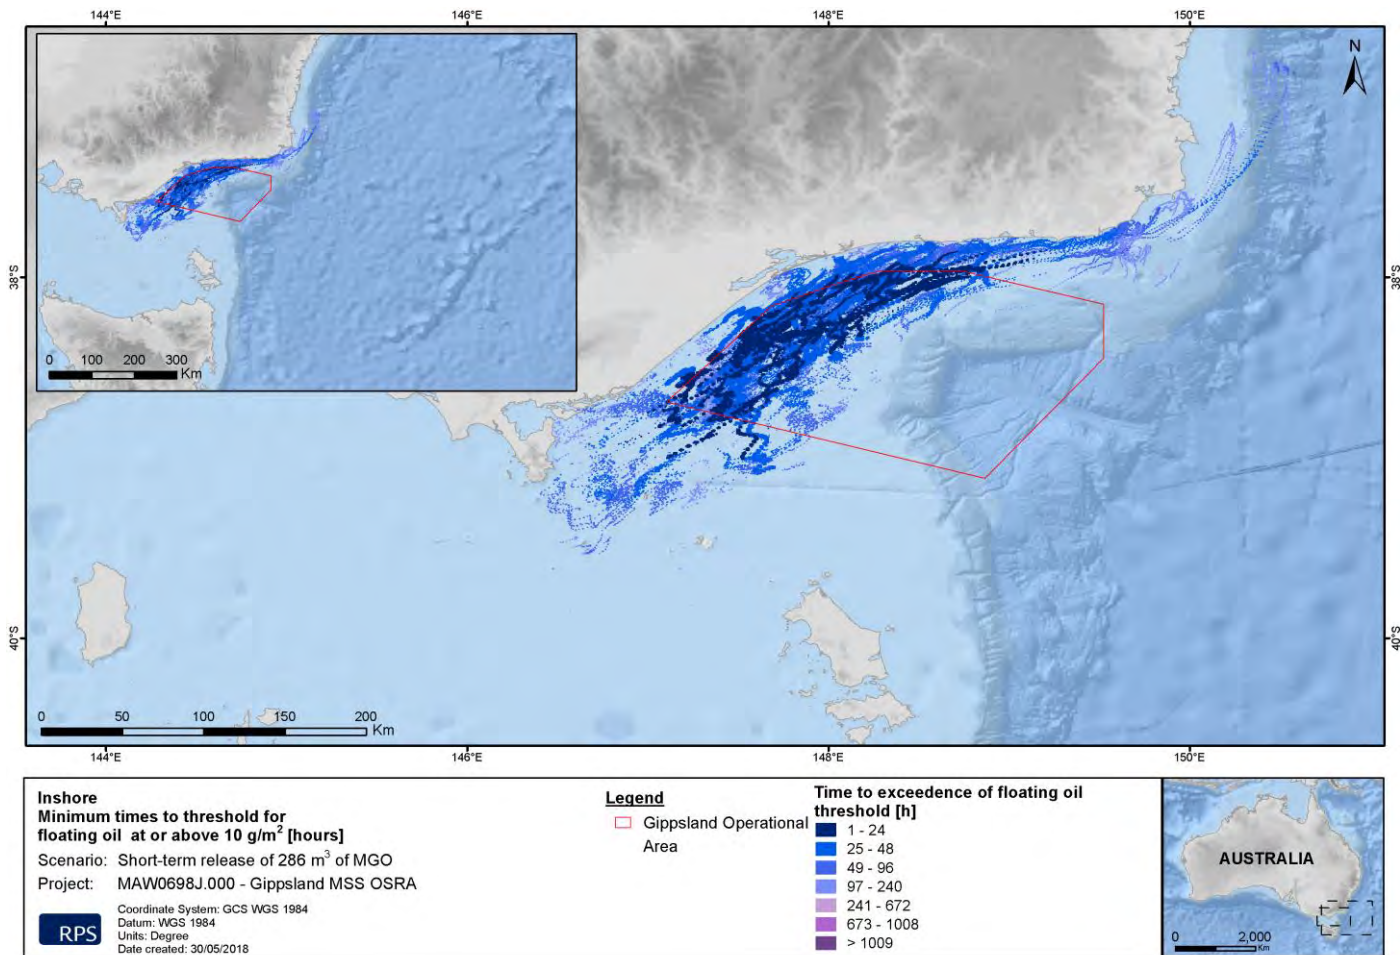 144°E 146°E 148°E 150°E
N
0 100 200 300
Km
38°S 38°S
40°S 40°S
0 50 100 150 200
Km
144°E 146°E 148°E 150°E
Inshore
Minimum times to threshold for
floating oil at or above 10 g/m² [hours]
Scenario: Short-term release of 286 m³ of MGO
Project: MAW0698J.000 - Gippsland MSS OSRA
RPS
Coordinate System: GCS WGS 1984
Datum: WGS 1984
Units: Degree
Date created: 30/05/2018
Legend
Gippsland Operational
Area
Time to exceedence of floating oil
threshold [h]
1 - 24
25 - 48
49 - 96
97 - 240
241 - 672
673 - 1008
> 1009
AUSTRALIA
0 2,000
Km